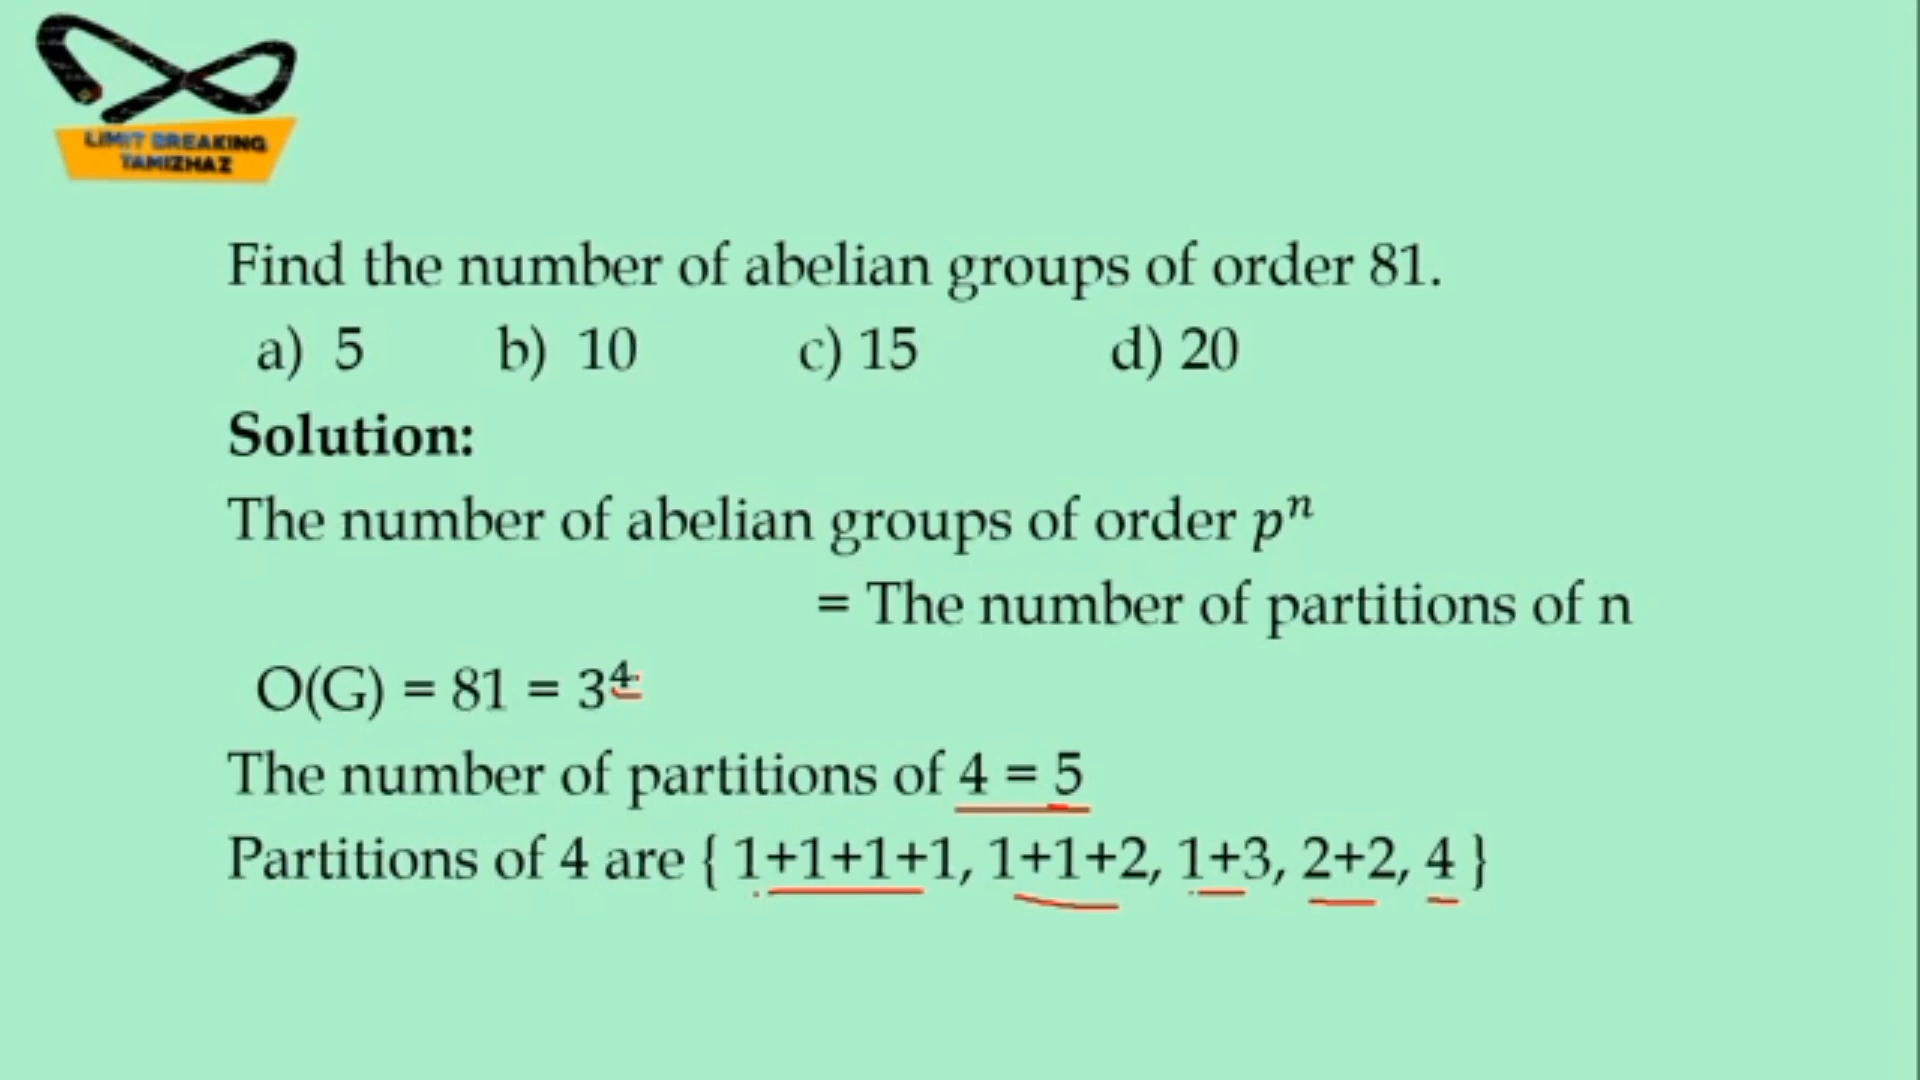 LIMIT BREAKING
TAMIZHAZ
Find the number of abelian groups of order 81.
a) 5 b) 10 c) 15 d) 20
Solution:
The number of abelian groups of order pⁿ
= The number of partitions of n
O(G) = 81 = 3⁴
The number of partitions of 4 = 5
Partitions of 4 are { 1+1+1+1, 1+1+2, 1+3, 2+2, 4 }